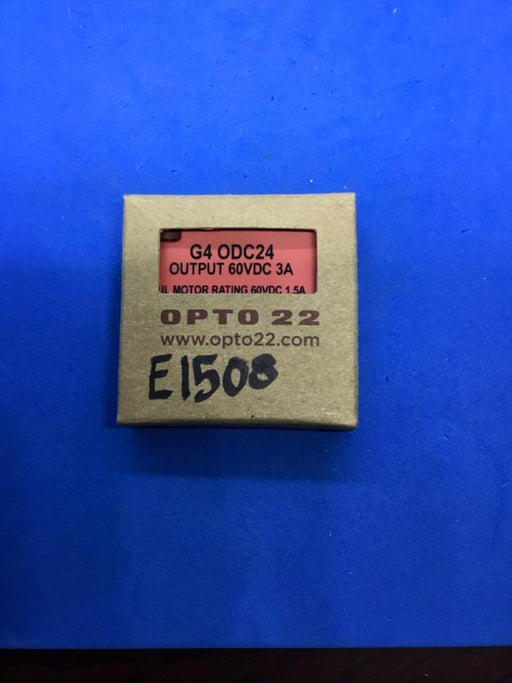 G4 ODC24
OUTPUT 60VDC 3A
MOTOR RATING 60VDC 1.5A
OPTO 22
www.opto22.com
E1508